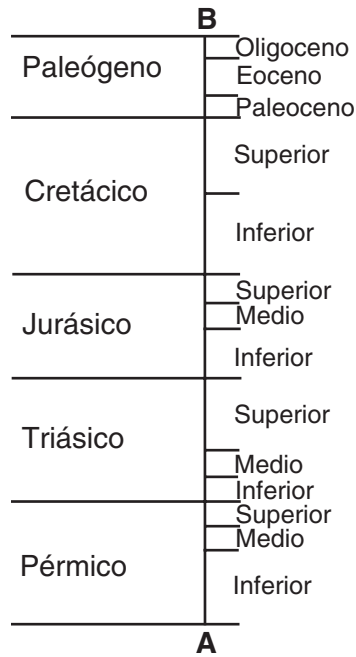 B
Paleógeno
Oligoceno
Eoceno
Paleoceno
Cretácico
Superior
Inferior
Jurásico
Superior
Medio
Inferior
Triásico
Superior
Medio
Inferior
Pérmico
Superior
Medio
Inferior
A